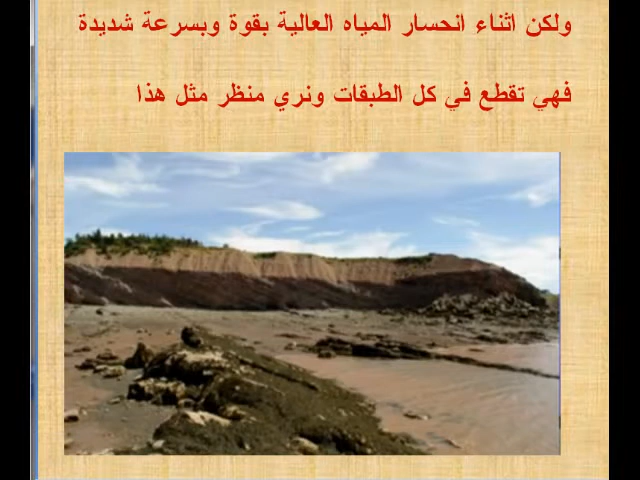 ولكن اثناء انحسار المياه العالية بقوة وبسرعة شديدة
فهي تقطع في كل الطبقات ونري منظر مثل هذا